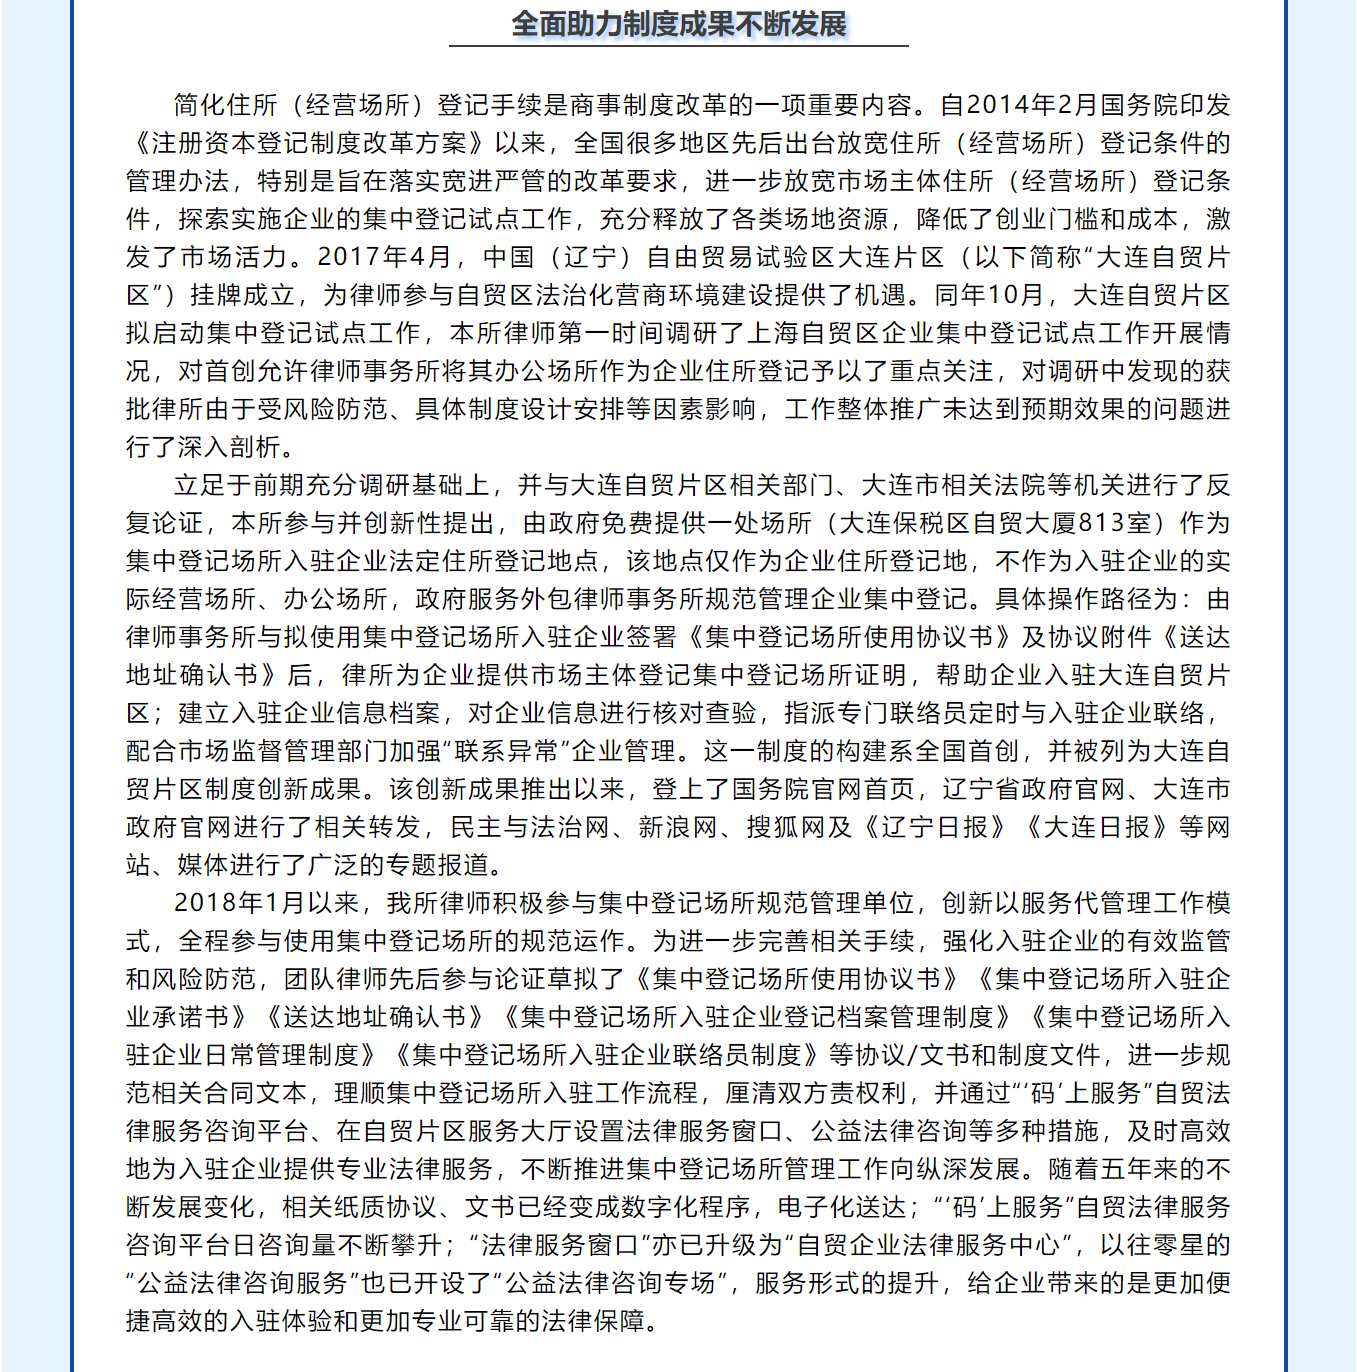 全面助力制度成果不断发展
简化住所（经营场所）登记手续是商事制度改革的一项重要内容。自2014年2月国务院印发
《注册资本登记制度改革方案》以来，全国很多地区先后出台放宽住所（经营场所）登记条件的
管理办法，特别是旨在落实宽进严管的改革要求，进一步放宽市场主体住所（经营场所）登记条
件，探索实施企业的集中登记试点工作，充分释放了各类场地资源，降低了创业门槛和成本，激
发了市场活力。2017年4月，中国（辽宁）自由贸易试验区大连片区（以下简称“大连自贸片
区”）挂牌成立，为律师参与自贸区法治化营商环境建设提供了机遇。同年10月，大连自贸片区
拟启动集中登记试点工作，本所律师第一时间调研了上海自贸区企业集中登记试点工作开展情
况，对首创允许律师事务所将其办公场所作为企业住所登记予以了重点关注，对调研中发现的获
批律所由于受风险防范、具体制度设计安排等因素影响，工作整体推广未达到预期效果的问题进
行了深入剖析。
立足于前期充分调研基础上，并与大连自贸片区相关部门、大连市相关法院等机关进行了反
复论证，本所参与并创新性提出，由政府免费提供一处场所（大连保税区自贸大厦813室）作为
集中登记场所入驻企业法定住所登记地点，该地点仅作为企业住所登记地，不作为入驻企业的实
际经营场所、办公场所，政府服务外包律师事务所规范管理企业集中登记。具体操作路径为：由
律师事务所与拟使用集中登记场所入驻企业签署《集中登记场所使用协议书》及协议附件《送达
地址确认书》后，律所为企业提供市场主体登记集中登记场所证明，帮助企业入驻大连自贸片
区；建立入驻企业信息档案，对企业信息进行核对查验，指派专门联络员定时与入驻企业联络，
配合市场监督管理部门加强“联系异常”企业管理。这一制度的构建系全国首创，并被列为大连自
贸片区制度创新成果。该创新成果推出以来，登上了国务院官网首页，辽宁省政府官网、大连市
政府官网进行了相关转发，民主与法治网、新浪网、搜狐网及《辽宁日报》《大连日报》等网
站、媒体进行了广泛的专题报道。
2018年1月以来，我所律师积极参与集中登记场所规范管理单位，创新以服务代管理工作模
式，全程参与使用集中登记场所的规范运作。为进一步完善相关手续，强化入驻企业的有效监管
和风险防范，团队律师先后参与论证草拟了《集中登记场所使用协议书》《集中登记场所入驻企
业承诺书》《送达地址确认书》《集中登记场所入驻企业登记档案管理制度》《集中登记场所入
驻企业日常管理制度》《集中登记场所入驻企业联络员制度》等协议/文书和制度文件，进一步规
范相关合同文本，理顺集中登记场所入驻工作流程，厘清双方责权利，并通过“‘码’上服务”自贸法
律服务咨询平台、在自贸片区服务大厅设置法律服务窗口、公益法律咨询等多种措施，及时高效
地为入驻企业提供专业法律服务，不断推进集中登记场所管理工作向纵深发展。随着五年来的不
断发展变化，相关纸质协议、文书已经变成数字化程序，电子化送达；“‘码’上服务”自贸法律服务
咨询平台日咨询量不断攀升；“法律服务窗口”亦已升级为“自贸企业法律服务中心”，以往零星的
“公益法律咨询服务”也已开设了“公益法律咨询专场”，服务形式的提升，给企业带来的是更加便
捷高效的入驻体验和更加专业可靠的法律保障。